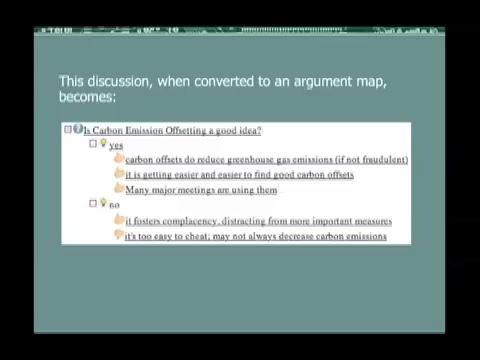 This discussion, when converted to an argument map,
becomes:
Is Carbon Emission Offsetting a good idea?
yes
carbon offsets do reduce greenhouse gas emissions (if not fraudulent)
it is getting easier and easier to find good carbon offsets
Many major meetings are using them
no
it fosters complacency, distracting from more important measures
it's too easy to cheat; may not always decrease carbon emissions